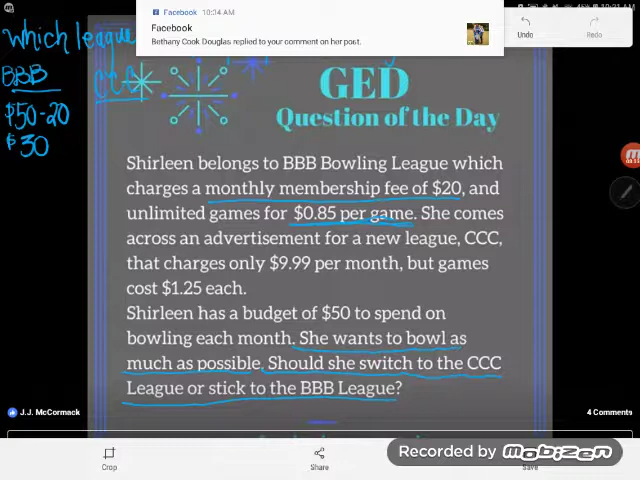 Facebook 10:34 AM
Facebook
Bethany Cook Douglas replied to your comment on her post.
Undo
Redo
which league
BBB
CCC
$50-20
$30
GED
Question of the Day
Shirleen belongs to BBB Bowling League which
charges a monthly membership fee of $20, and
unlimited games for $0.85 per game. She comes
across an advertisement for a new league, CCC,
that charges only $9.99 per month, but games
cost $1.25 each.
Shirleen has a budget of $50 to spend on
bowling each month. She wants to bowl as
much as possible. Should she switch to the CCC
League or stick to the BBB League?
J.J. McCormack
4 Comments
Recorded by Mobizen
Crop
Share
Save